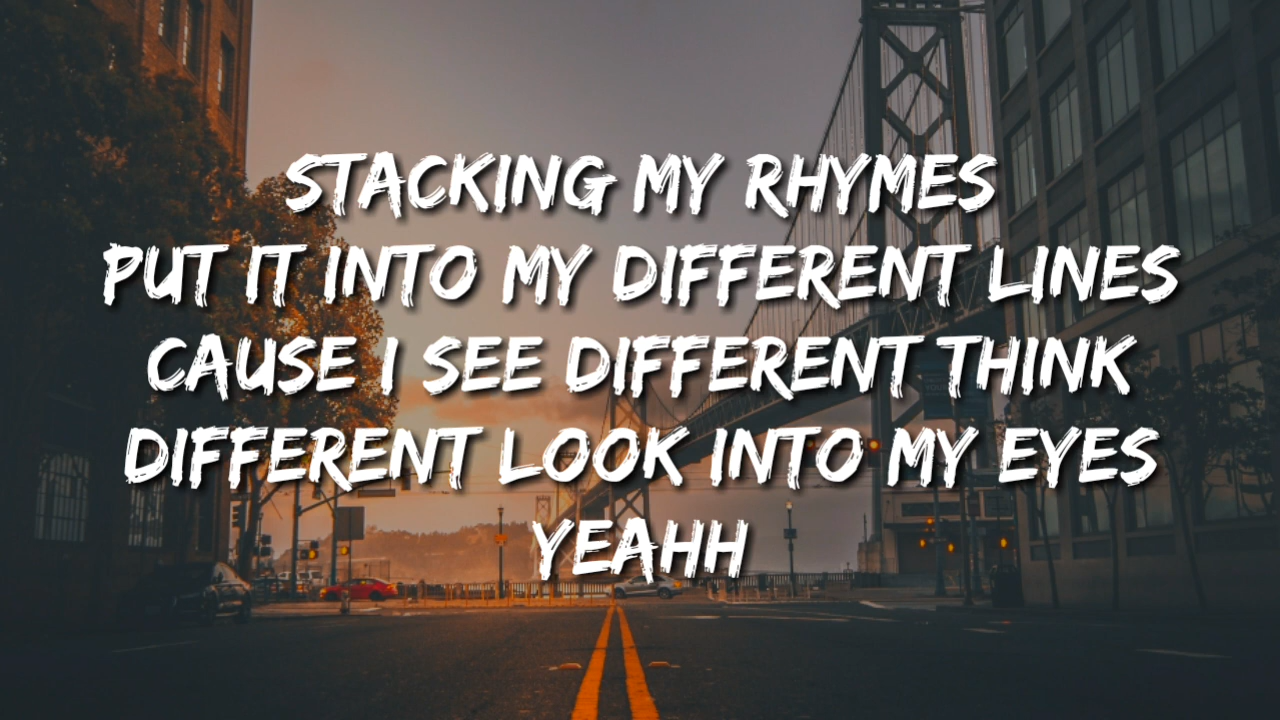 STACKING MY RHYMES
PUT IT INTO MY DIFFERENT LINES
CAUSE I SEE DIFFERENT THINK
DIFFERENT LOOK INTO MY EYES
YEAHH